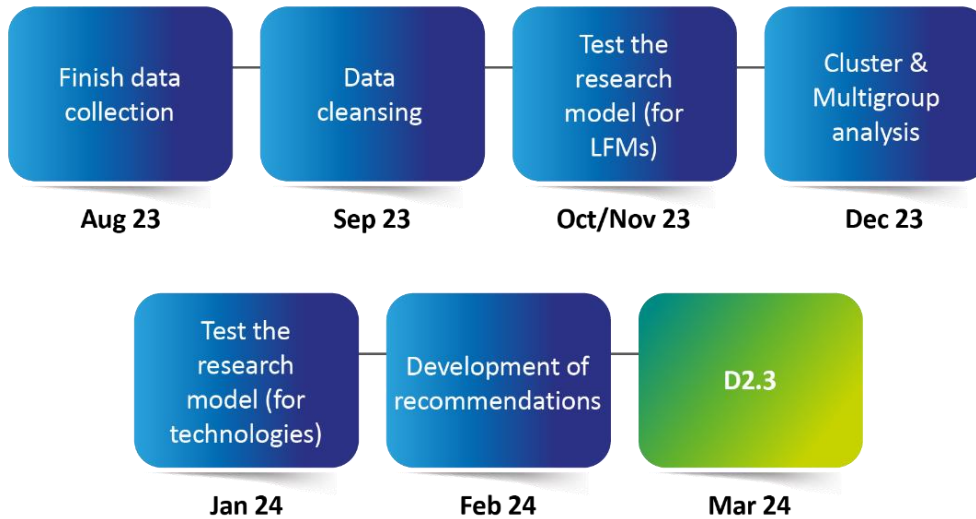 Finish data
collection
Data
cleansing
Test the
research
model (for
LFMs)
Cluster &
Multigroup
analysis
Aug 23
Sep 23
Oct/Nov 23
Dec 23
Test the
research
model (for
technologies)
Development of
recommendations
D2.3
Jan 24
Feb 24
Mar 24